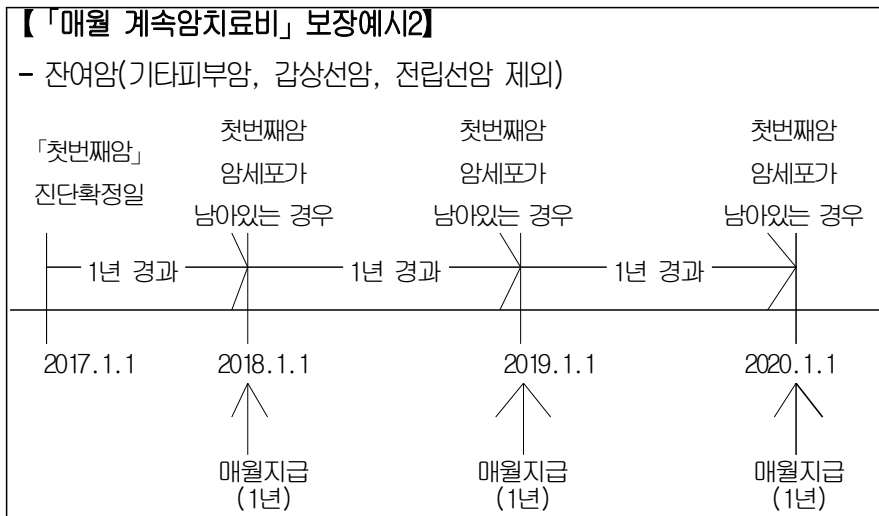 【「매월 계속암치료비」 보장예시2】
- 잔여암(기타피부암, 갑상선암, 전립선암 제외)
「첫번째암」
진단확정일
첫번째암
암세포가
남아있는 경우
첫번째암
암세포가
남아있는 경우
첫번째암
암세포가
남아있는 경우
1년 경과
1년 경과
1년 경과
2017.1.1
2018.1.1
2019.1.1
2020.1.1
매월지급
(1년)
매월지급
(1년)
매월지급
(1년)